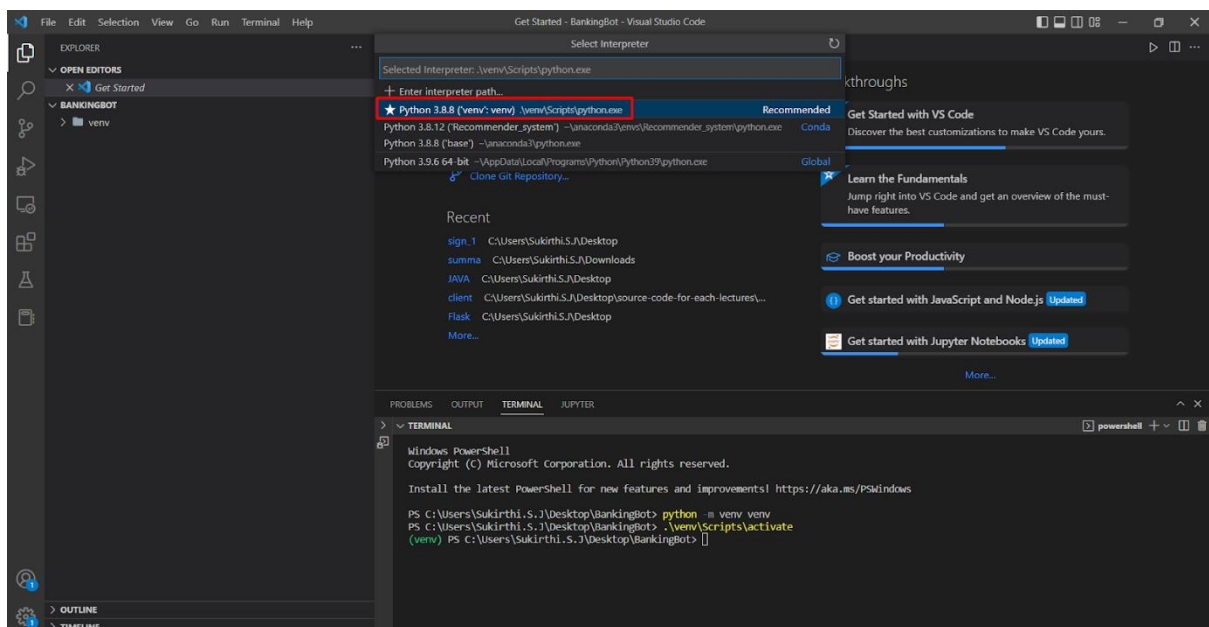 File Edit Selection View Go Run Terminal Help
Get Started - BankingBot - Visual Studio Code
EXPLORER
OPEN EDITORS
Get Started
BANKINGBOT
venv
OUTLINE
TIMELINE
Select Interpreter
Selected Interpreter: .\venv\Scripts\python.exe
+ Enter interpreter path...
★ Python 3.8.8 ('venv': venv) .\venv\Scripts\python.exe Recommended
Python 3.8.12 ('Recommender_system') ~\anaconda3\envs\Recommender_system\python.exe Conda
Python 3.8.8 ('base') ~\anaconda3\python.exe
Python 3.9.6 64-bit ~\AppData\Local\Programs\Python\Python39\python.exe Global
Clone Git Repository...
Recent
sign_1 C:\Users\Sukirthi.S.J\Desktop
summa C:\Users\Sukirthi.S.J\Downloads
JAVA C:\Users\Sukirthi.S.J\Desktop
client C:\Users\Sukirthi.S.J\Desktop\source-code-for-each-lectures\...
Flask C:\Users\Sukirthi.S.J\Desktop
More...
kthroughs
Get Started with VS Code
Discover the best customizations to make VS Code yours.
Learn the Fundamentals
Jump right into VS Code and get an overview of the must-
have features.
Boost your Productivity
Get started with JavaScript and Node.js Updated
Get started with Jupyter Notebooks Updated
More...
PROBLEMS OUTPUT TERMINAL JUPYTER
TERMINAL
powershell
Windows PowerShell
Copyright (C) Microsoft Corporation. All rights reserved.
Install the latest PowerShell for new features and improvements! https://aka.ms/PSWindows
PS C:\Users\Sukirthi.S.J\Desktop\BankingBot> python -m venv venv
PS C:\Users\Sukirthi.S.J\Desktop\BankingBot> .\venv\Scripts\activate
(venv) PS C:\Users\Sukirthi.S.J\Desktop\BankingBot>